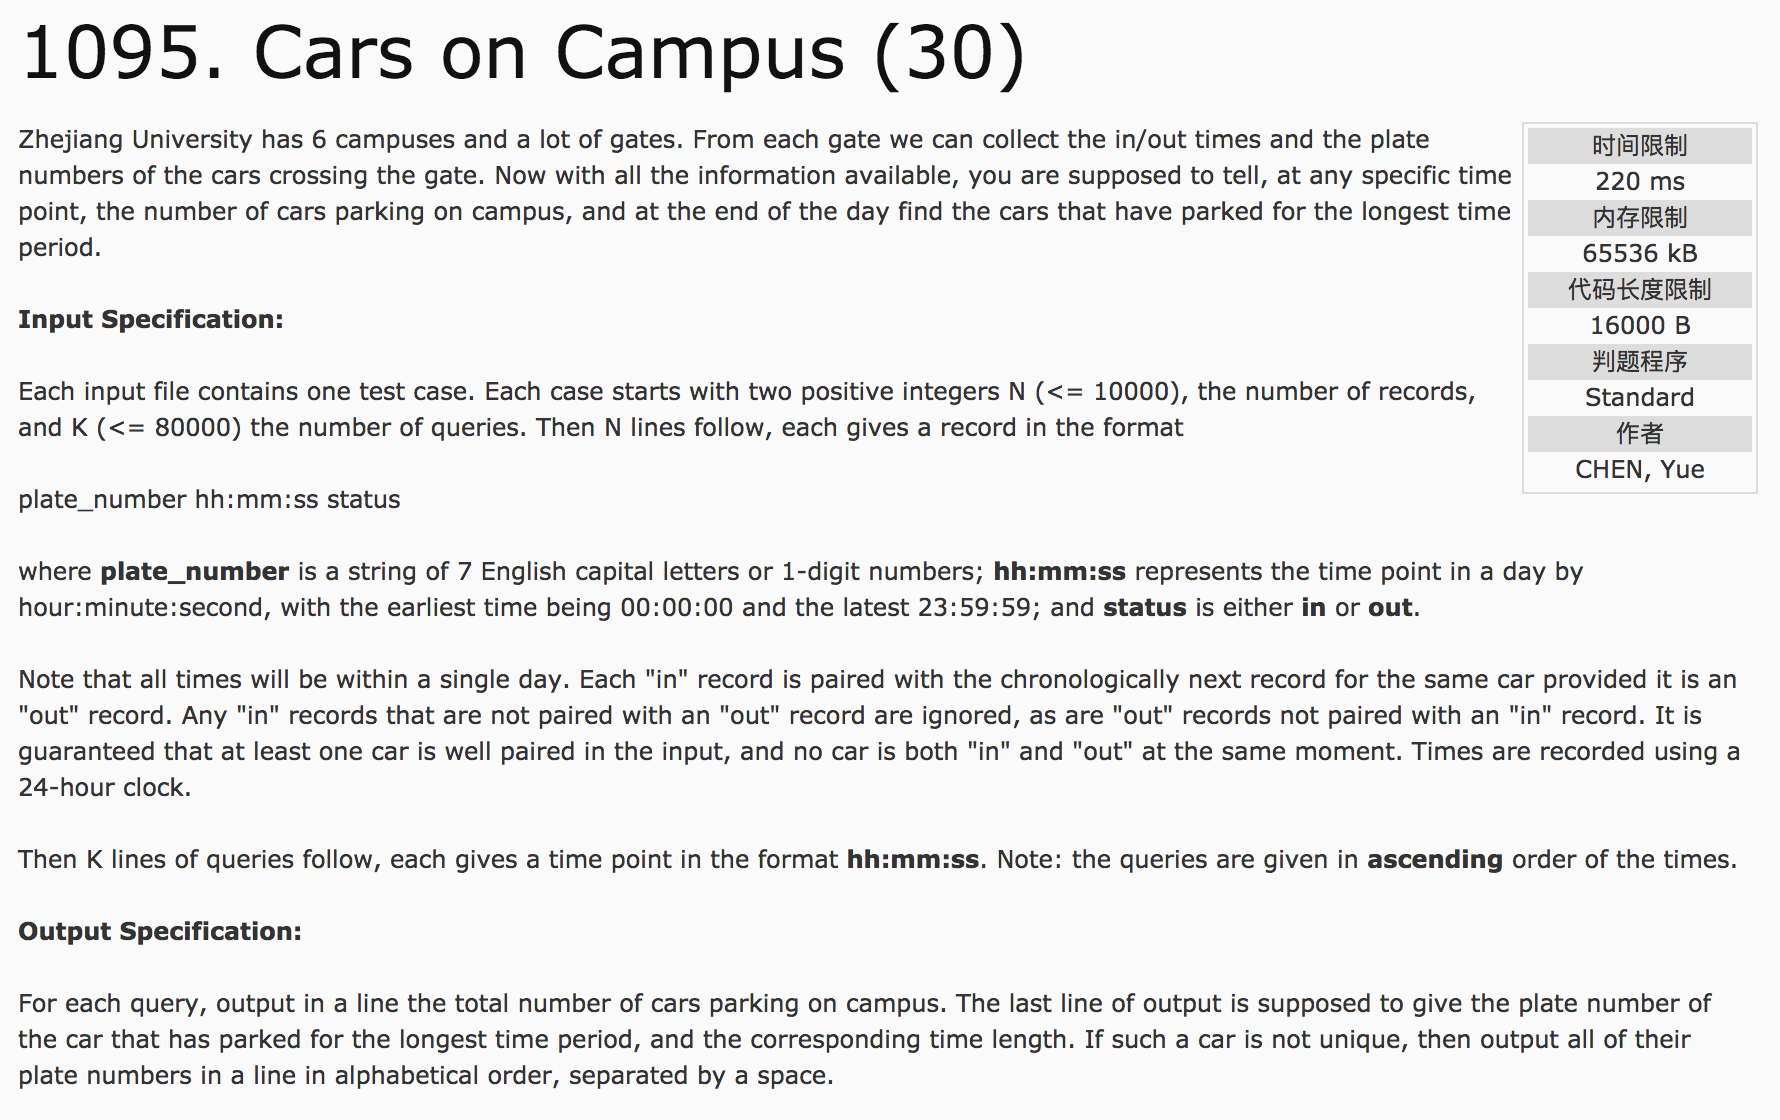 1095. Cars on Campus (30)
Zhejiang University has 6 campuses and a lot of gates. From each gate we can collect the in/out times and the plate
numbers of the cars crossing the gate. Now with all the information available, you are supposed to tell, at any specific time
point, the number of cars parking on campus, and at the end of the day find the cars that have parked for the longest time
period.
时间限制
220 ms
内存限制
65536 kB
代码长度限制
16000 B
判题程序
Standard
作者
CHEN, Yue
Input Specification:
Each input file contains one test case. Each case starts with two positive integers N (<= 10000), the number of records,
and K (<= 80000) the number of queries. Then N lines follow, each gives a record in the format
plate_number hh:mm:ss status
where plate_number is a string of 7 English capital letters or 1-digit numbers; hh:mm:ss represents the time point in a day by
hour:minute:second, with the earliest time being 00:00:00 and the latest 23:59:59; and status is either in or out.
Note that all times will be within a single day. Each "in" record is paired with the chronologically next record for the same car provided it is an
"out" record. Any "in" records that are not paired with an "out" record are ignored, as are "out" records not paired with an "in" record. It is
guaranteed that at least one car is well paired in the input, and no car is both "in" and "out" at the same moment. Times are recorded using a
24-hour clock.
Then K lines of queries follow, each gives a time point in the format hh:mm:ss. Note: the queries are given in ascending order of the times.
Output Specification:
For each query, output in a line the total number of cars parking on campus. The last line of output is supposed to give the plate number of
the car that has parked for the longest time period, and the corresponding time length. If such a car is not unique, then output all of their
plate numbers in a line in alphabetical order, separated by a space.